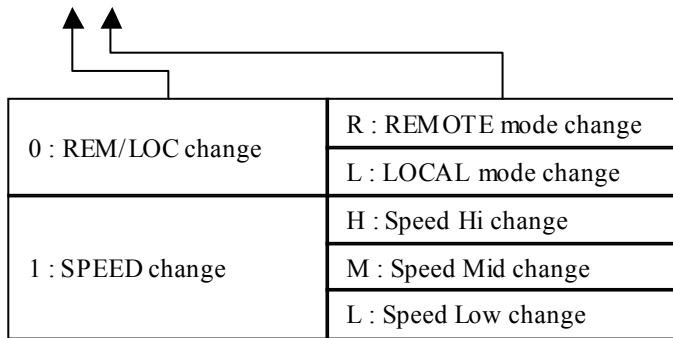 0 : REM/LOC change
R : REMOTE mode change
L : LOCAL mode change
1 : SPEED change
H : Speed Hi change
M : Speed Mid change
L : Speed Low change